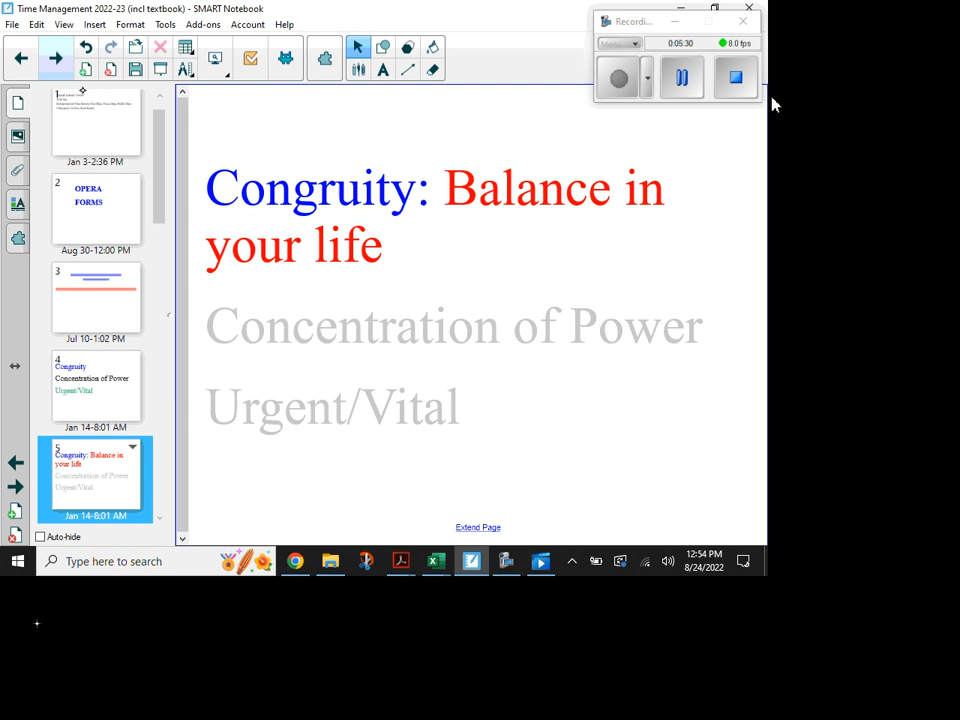 Time Management 2022-23 (incl textbook) - SMART Notebook
File Edit View Insert Format Tools Add-ons Account Help
Recordi...
Menu
0:05:30
8.0 fps
1
Jan 3-2:36 PM
2
OPERA
FORMS
Aug 30-12:00 PM
3
Jul 10-1:02 PM
4
Congruity
Concentration of Power
Urgent/Vital
Jan 14-8:01 AM
5
Congruity: Balance in
your life
Concentration of Power
Urgent/Vital
Jan 14-8:01 AM
Auto-hide
Congruity: Balance in
your life
Concentration of Power
Urgent/Vital
Extend Page
Type here to search
12:54 PM
8/24/2022